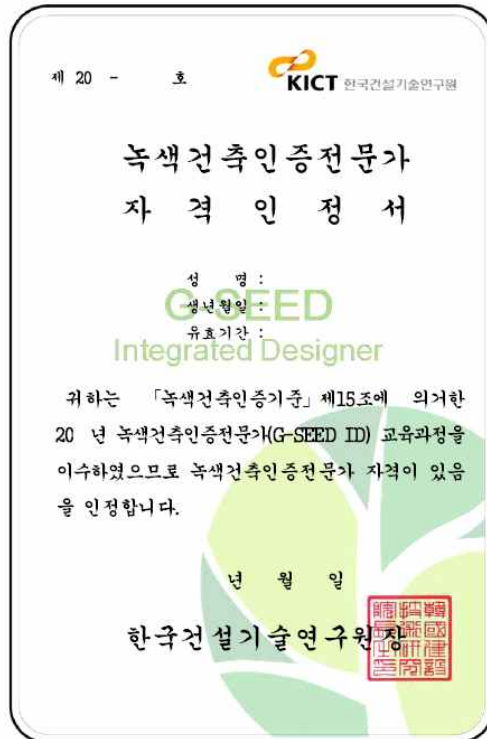 제 20 - 호
KICT 한국건설기술연구원
녹색건축인증전문가
자 격 인 정 서
성 명 :
생년월일 :
유효기간 :
G-SEED
Integrated Designer
귀하는 「녹색건축인증기준」제15조에 의거한
20 년 녹색건축인증전문가(G-SEED ID) 교육과정을
이수하였으므로 녹색건축인증전문가 자격이 있음
을 인정합니다.
년 월 일
한국건설기술연구원장